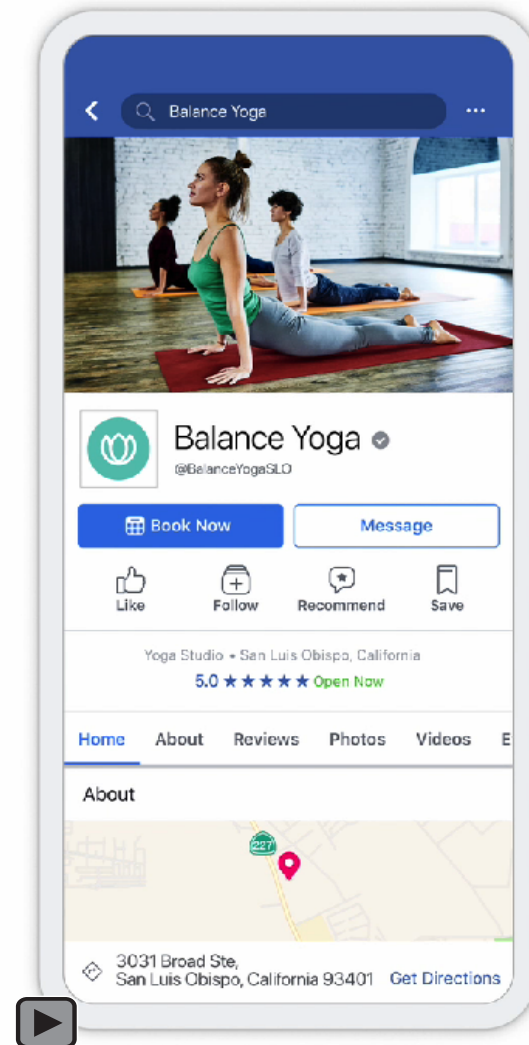 Balance Yoga
Balance Yoga
@BalanceYogaSLO
Book Now
Message
Like
Follow
Recommend
Save
Yoga Studio • San Luis Obispo, California
5.0 ★★★★★ Open Now
Home About Reviews Photos Videos E
About
227
3031 Broad Ste,
San Luis Obispo, California 93401 Get Directions